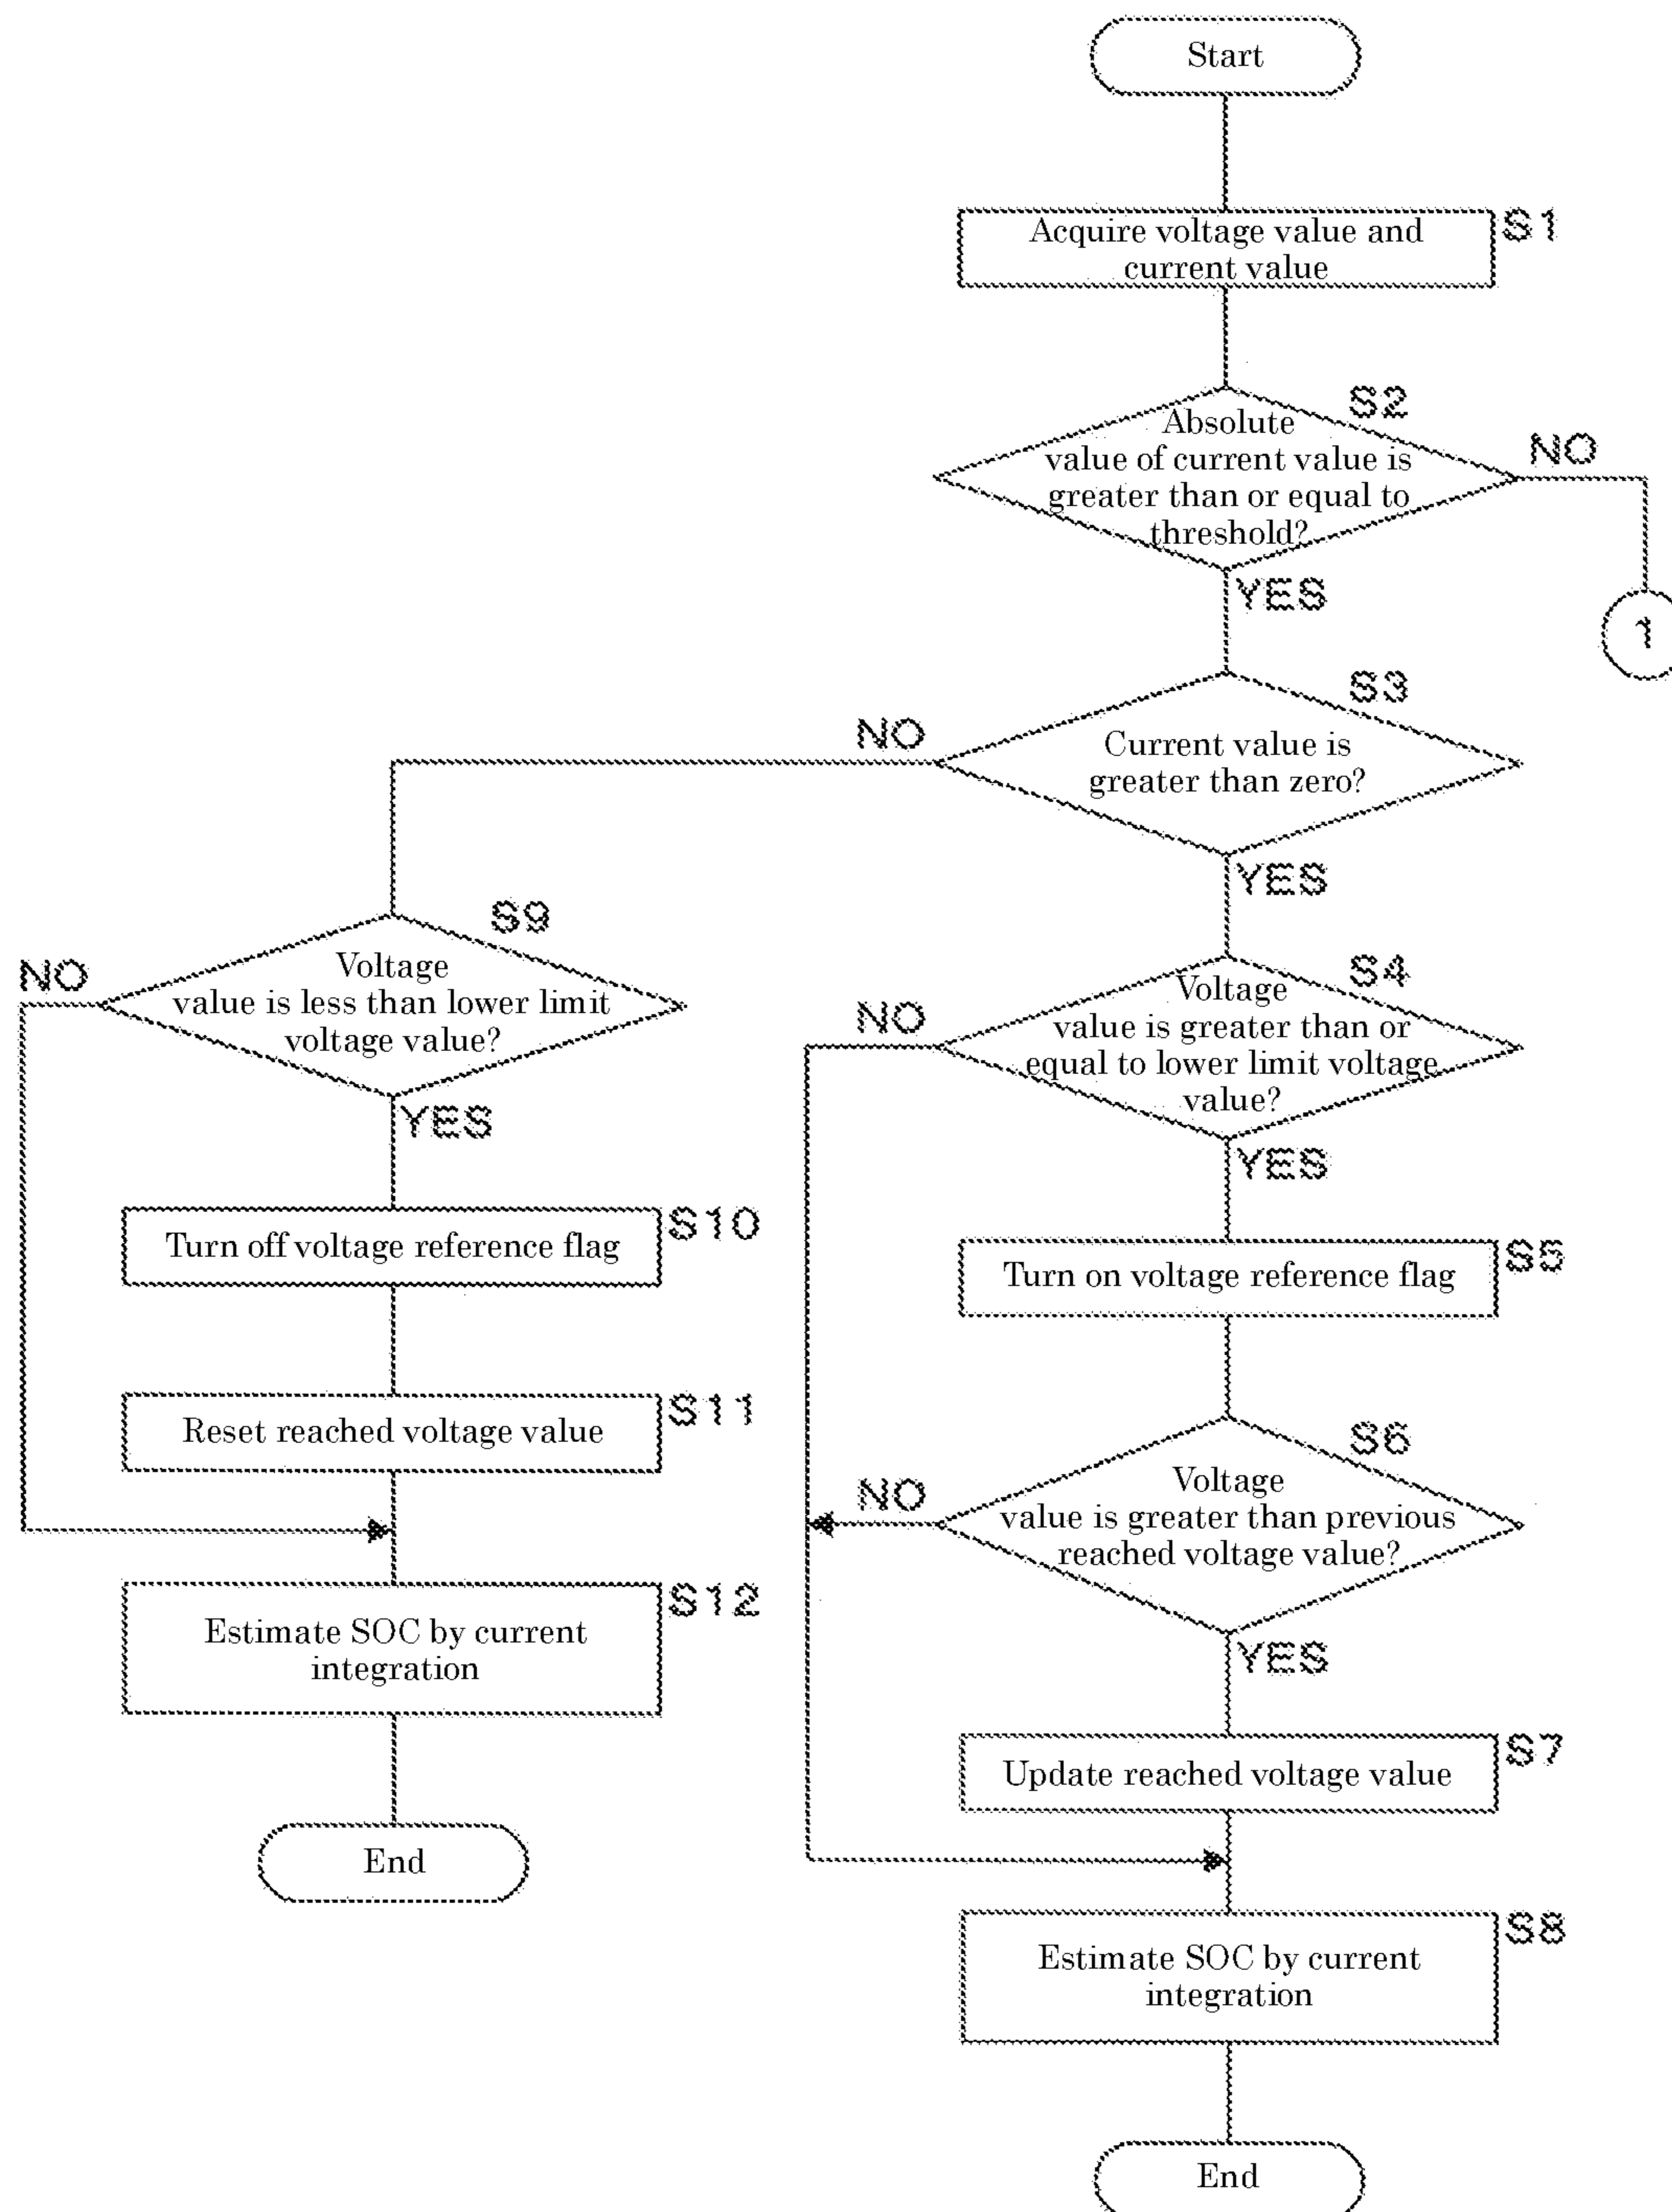 Start
Acquire voltage value and
current value
S1
S2
Absolute
value of current value is
greater than or equal to
threshold?
NO
YES
1
S3
NO
Current value is
greater than zero?
YES
S9
NO
Voltage
value is less than lower limit
voltage value?
YES
S4
NO
Voltage
value is greater than or
equal to lower limit voltage
value?
YES
Turn off voltage reference flag
S10
Turn on voltage reference flag
S5
Reset reached voltage value
S11
S6
NO
Voltage
value is greater than previous
reached voltage value?
YES
Estimate SOC by current
integration
S12
Update reached voltage value
S7
End
Estimate SOC by current
integration
S8
End